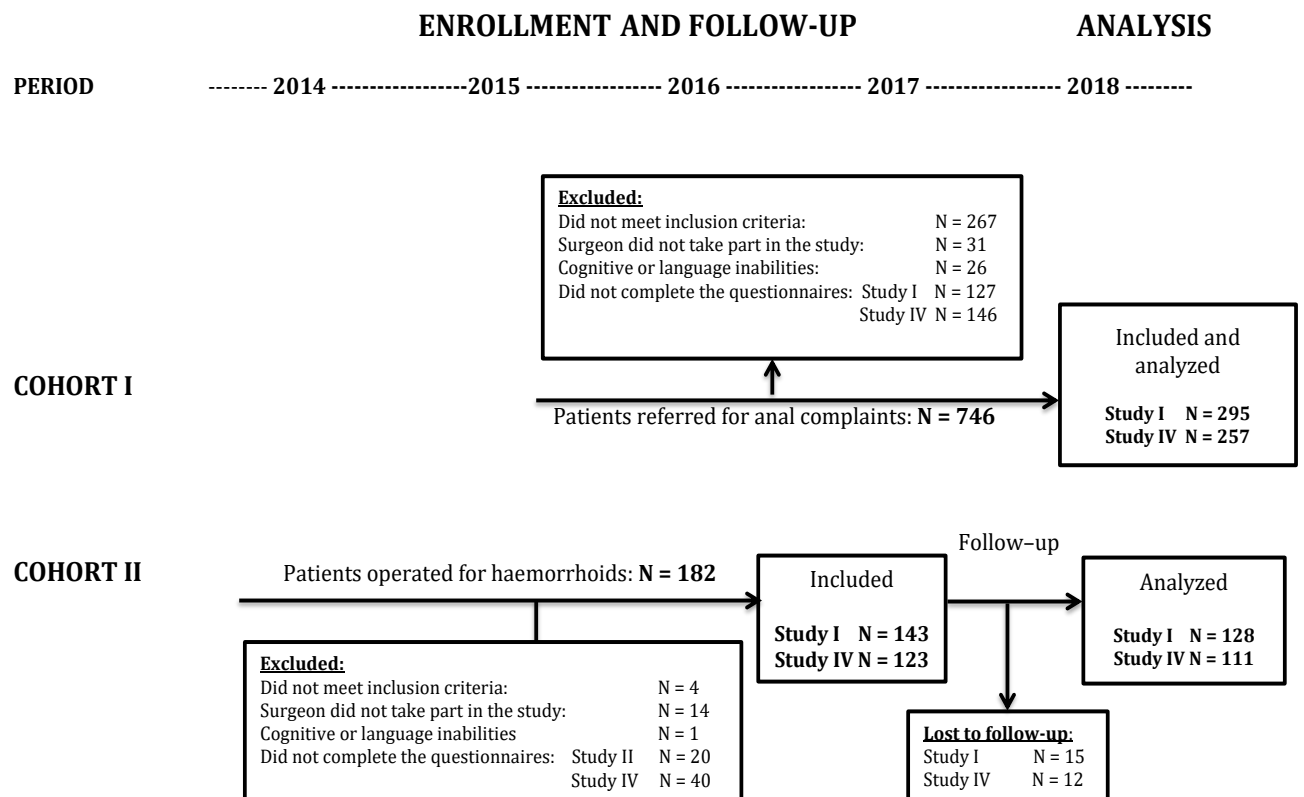 ENROLLMENT AND FOLLOW-UP ANALYSIS
PERIOD -------- 2014 ------------------2015 ------------------ 2016 ------------------ 2017 ------------------ 2018 ---------
Excluded:
Did not meet inclusion criteria: N = 267
Surgeon did not take part in the study: N = 31
Cognitive or language inabilities: N = 26
Did not complete the questionnaires: Study I N = 127
Study IV N = 146
Included and
analyzed
Study I N = 295
Study IV N = 257
COHORT I
Patients referred for anal complaints: N = 746
COHORT II
Patients operated for haemorrhoids: N = 182
Included
Study I N = 143
Study IV N = 123
Follow–up
Analyzed
Study I N = 128
Study IV N = 111
Excluded:
Did not meet inclusion criteria: N = 4
Surgeon did not take part in the study: N = 14
Cognitive or language inabilities N = 1
Did not complete the questionnaires: Study II N = 20
Study IV N = 40
Lost to follow-up:
Study I N = 15
Study IV N = 12